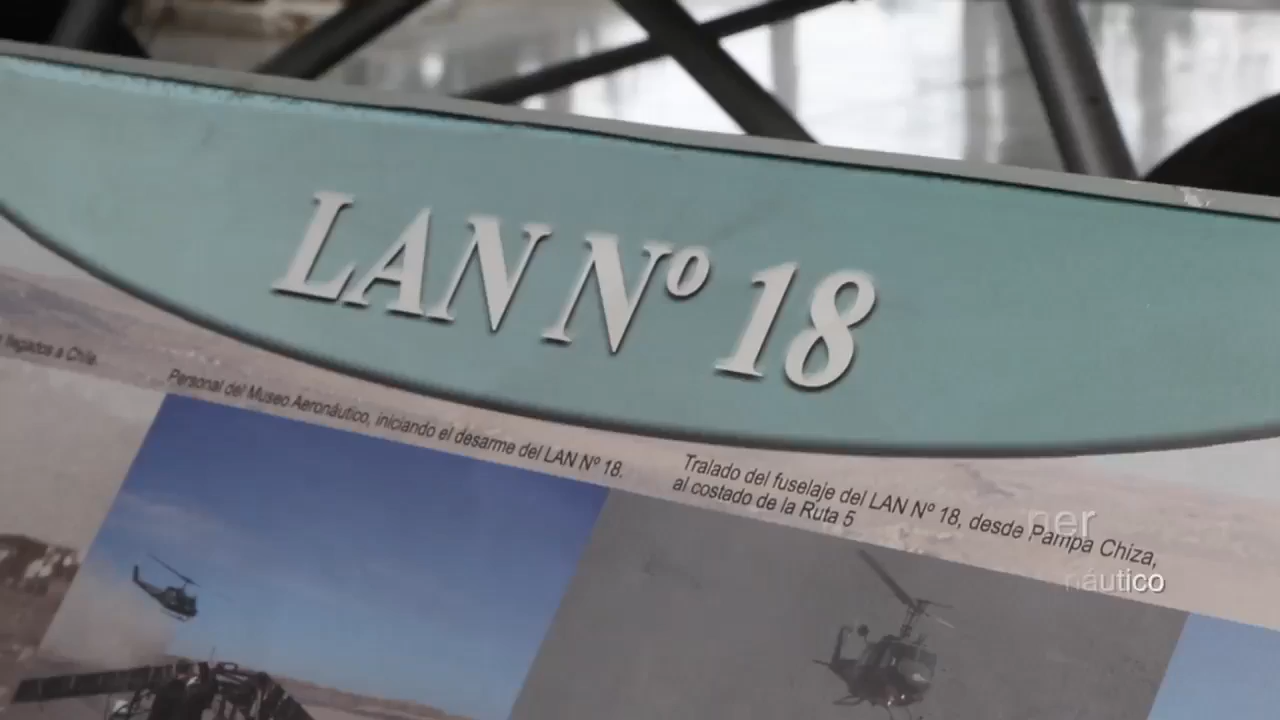 LAN Nº 18
llegados a Chile.
Personal del Museo Aeronáutico, iniciando el desarme del LAN Nº 18.
Tralado del fuselaje del LAN Nº 18, desde Pampa Chiza,
al costado de la Ruta 5
ner
náutico